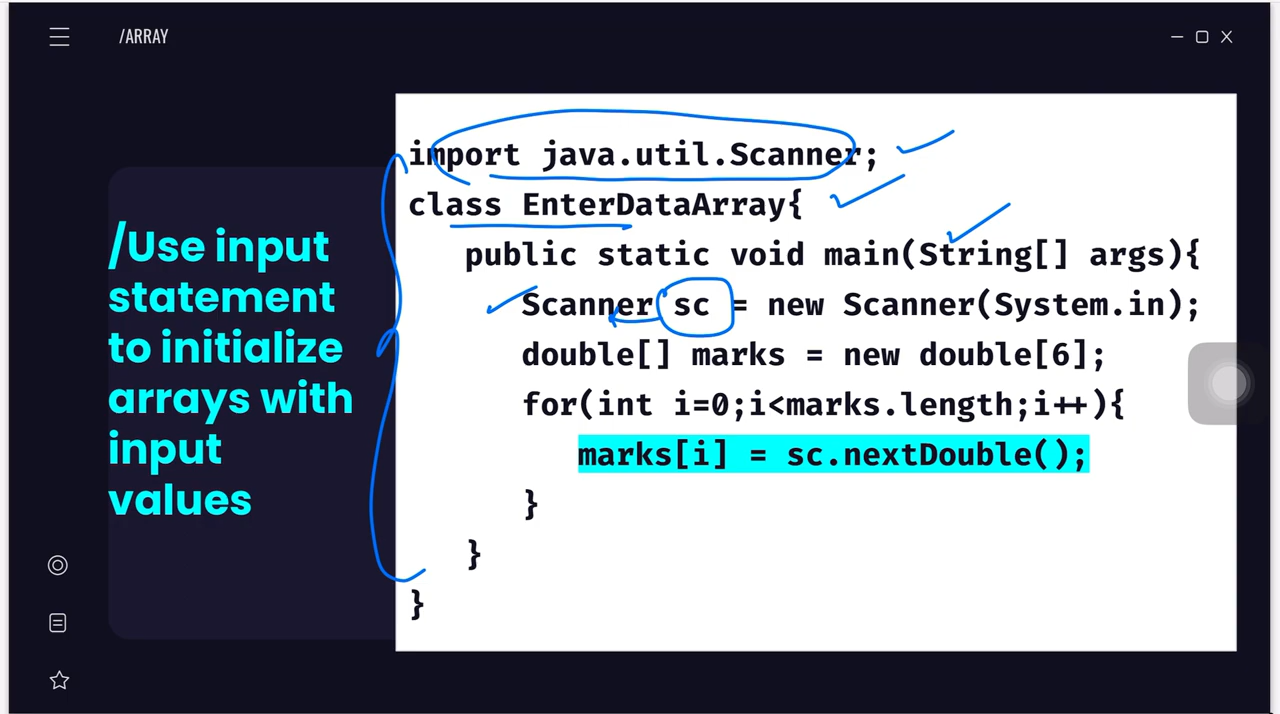 /ARRAY
/Use input
statement
to initialize
arrays with
input
values
import java.util.Scanner;
class EnterDataArray{
public static void main(String[] args){
Scanner sc = new Scanner(System.in);
double[] marks = new double[6];
for(int i=0;i<marks.length;i++){
marks[i] = sc.nextDouble();
}
}
}